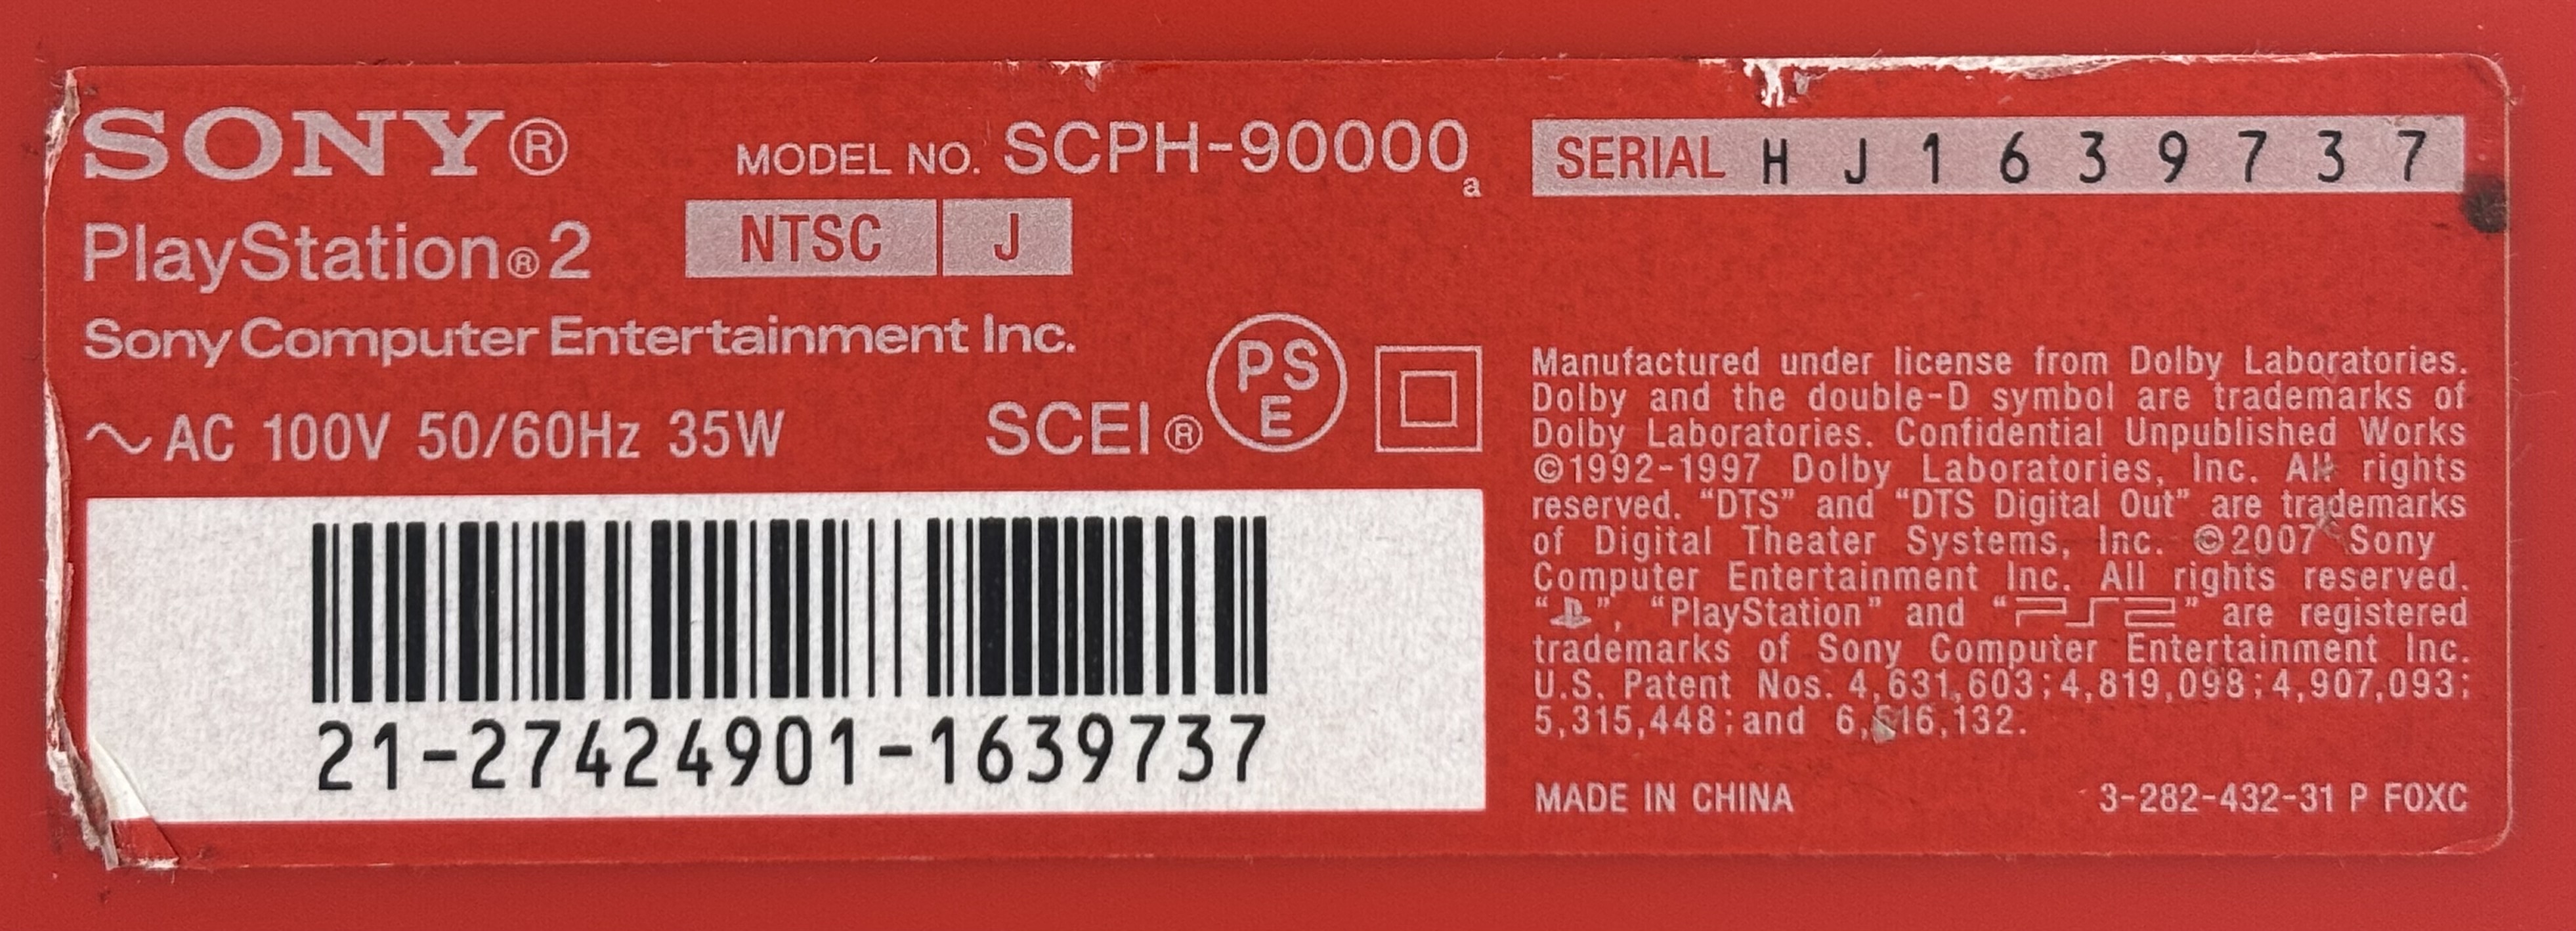 SONY®
MODEL NO. SCPH-90000a
SERIAL H J 1 6 3 9 7 3 7
PlayStation®2
NTSC J
Sony Computer Entertainment Inc.
PS
E
~AC 100V 50/60Hz 35W
SCEI®
21-27424901-1639737
Manufactured under license from Dolby Laboratories.
Dolby and the double-D symbol are trademarks of
Dolby Laboratories. Confidential Unpublished Works
©1992-1997 Dolby Laboratories, Inc. All rights
reserved. “DTS” and “DTS Digital Out” are trademarks
of Digital Theater Systems, Inc. ©2007 Sony
Computer Entertainment Inc. All rights reserved.
“PS”, “PlayStation” and “PS2” are registered
trademarks of Sony Computer Entertainment Inc.
U.S. Patent Nos. 4,631,603;4,819,098;4,907,093;
5,315,448;and 6,516,132.
MADE IN CHINA
3-282-432-31 P FOXC